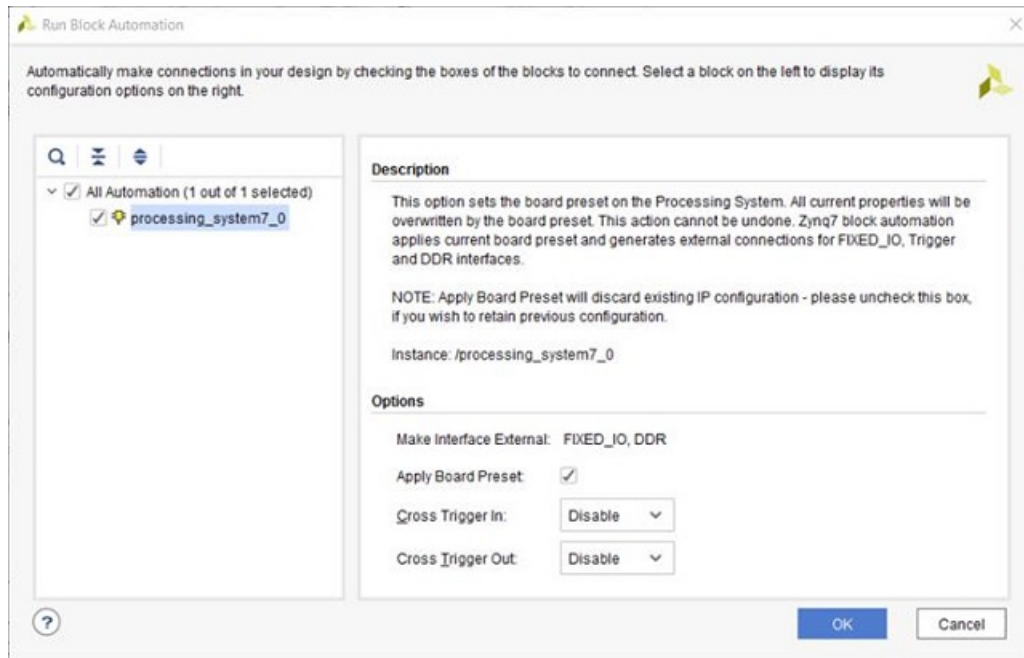 Run Block Automation
Automatically make connections in your design by checking the boxes of the blocks to connect. Select a block on the left to display its
configuration options on the right.
All Automation (1 out of 1 selected)
processing_system7_0
Description
This option sets the board preset on the Processing System. All current properties will be
overwritten by the board preset. This action cannot be undone. Zynq7 block automation
applies current board preset and generates external connections for FIXED_IO, Trigger
and DDR interfaces.
NOTE: Apply Board Preset will discard existing IP configuration - please uncheck this box,
if you wish to retain previous configuration.
Instance: /processing_system7_0
Options
Make Interface External: FIXED_IO, DDR
Apply Board Preset:
Cross Trigger In: Disable
Cross Trigger Out: Disable
? OK Cancel